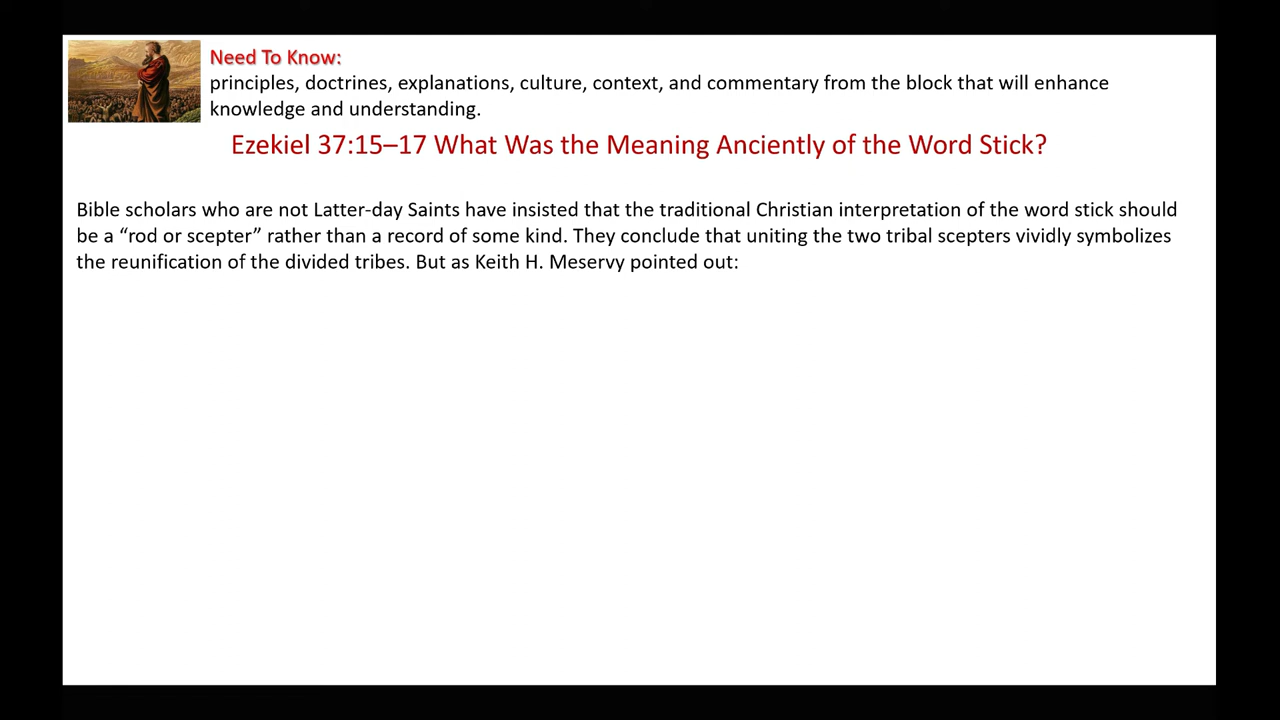 Need To Know:
principles, doctrines, explanations, culture, context, and commentary from the block that will enhance
knowledge and understanding.
Ezekiel 37:15–17 What Was the Meaning Anciently of the Word Stick?
Bible scholars who are not Latter-day Saints have insisted that the traditional Christian interpretation of the word stick should
be a “rod or scepter” rather than a record of some kind. They conclude that uniting the two tribal scepters vividly symbolizes
the reunification of the divided tribes. But as Keith H. Meservy pointed out: